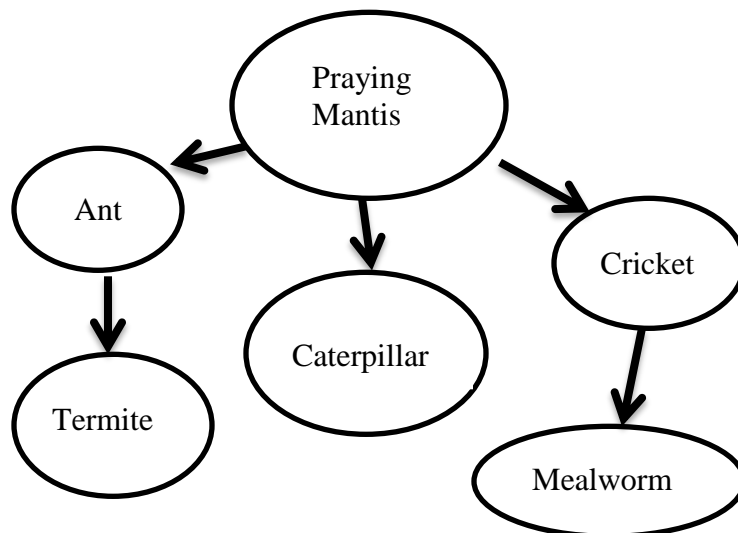 Praying
Mantis
Ant
Cricket
Caterpillar
Termite
Mealworm